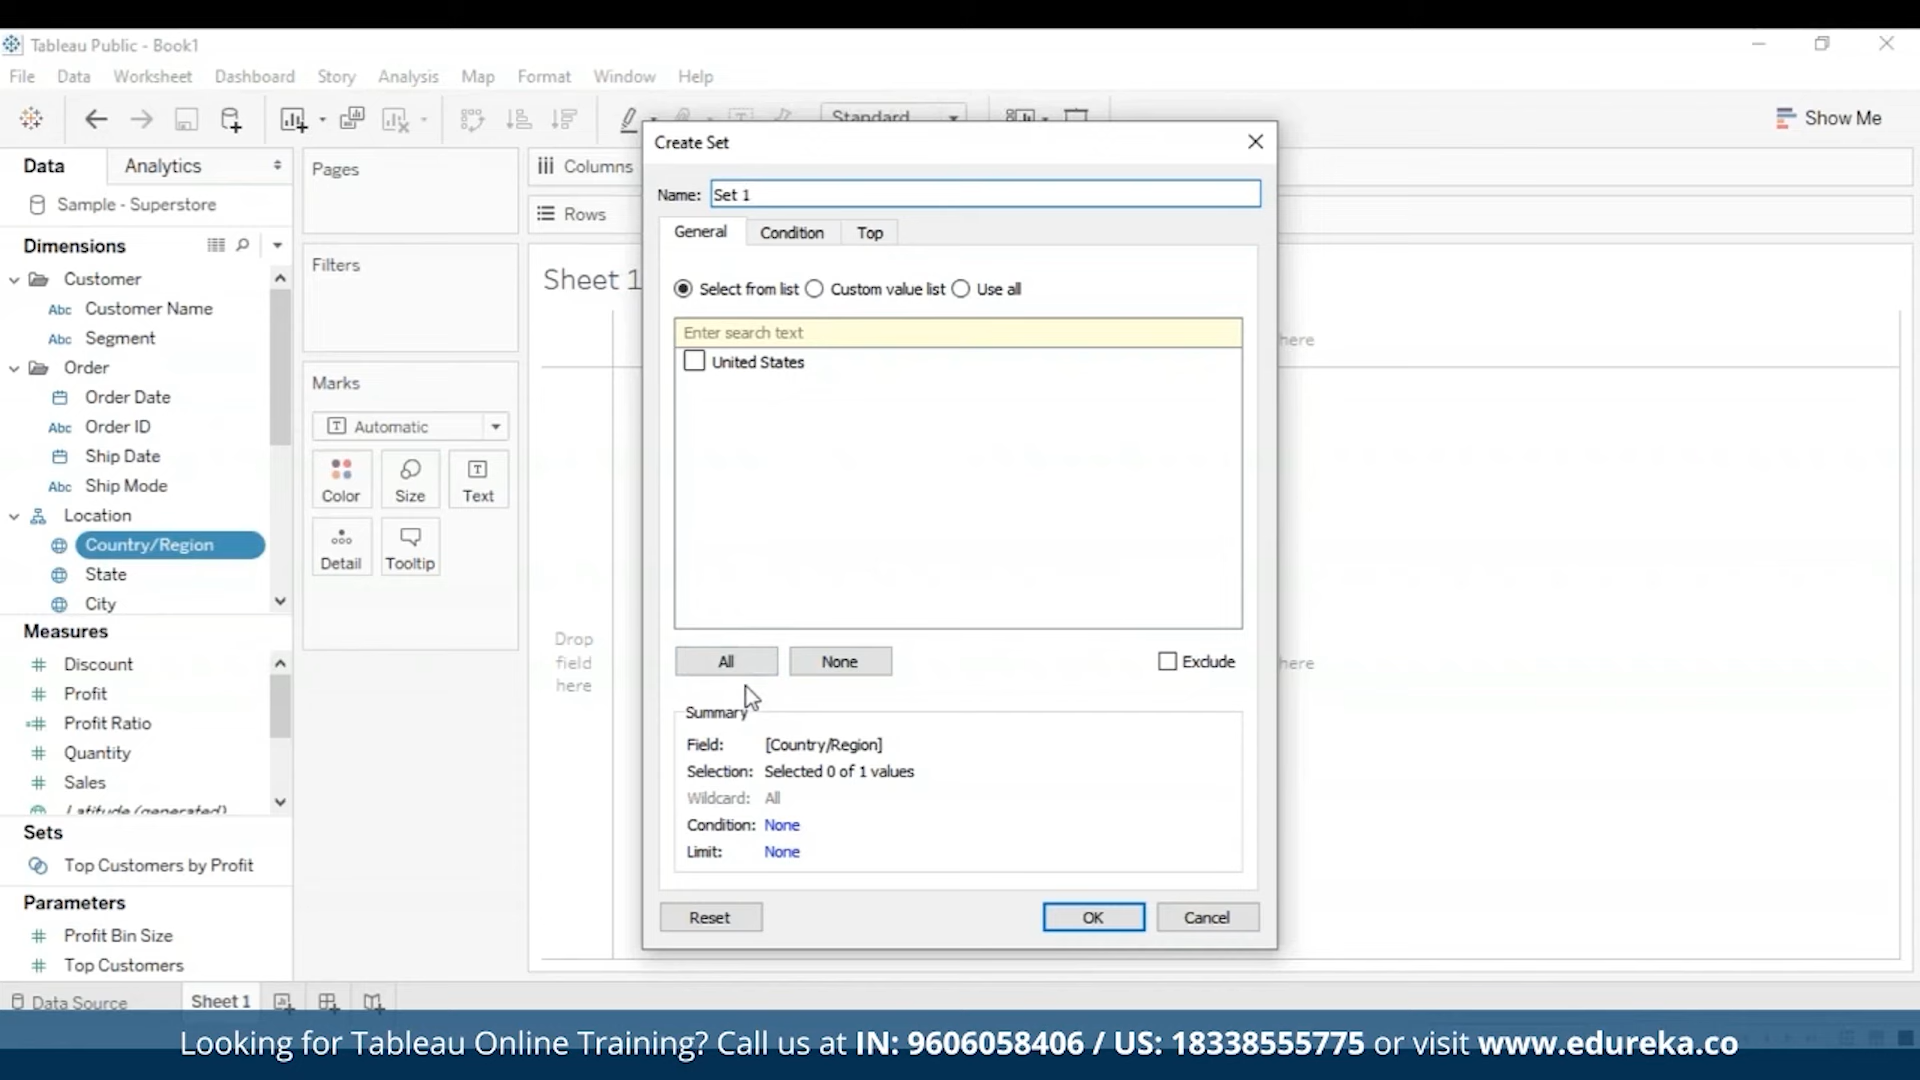 Tableau Public - Book1
File Data Worksheet Dashboard Story Analysis Map Format Window Help
Standard
Show Me
Data Analytics
Sample - Superstore
Dimensions
Customer
Abc Customer Name
Abc Segment
Order
Order Date
Abc Order ID
Ship Date
Abc Ship Mode
Location
Country/Region
State
City
Measures
Discount
Profit
Profit Ratio
Quantity
Sales
Latitude (generated)
Sets
Top Customers by Profit
Parameters
Profit Bin Size
Top Customers
Pages
Filters
Marks
Automatic
Color Size Text
Detail Tooltip
Columns
Rows
Sheet 1
Drop
field
here
here
here
Create Set
Name: Set 1
General Condition Top
Select from list Custom value list Use all
Enter search text
United States
All None Exclude
Summary
Field: [Country/Region]
Selection: Selected 0 of 1 values
Wildcard: All
Condition: None
Limit: None
Reset OK Cancel
Data Source Sheet 1
Looking for Tableau Online Training? Call us at IN: 9606058406 / US: 18338555775 or visit www.edureka.co